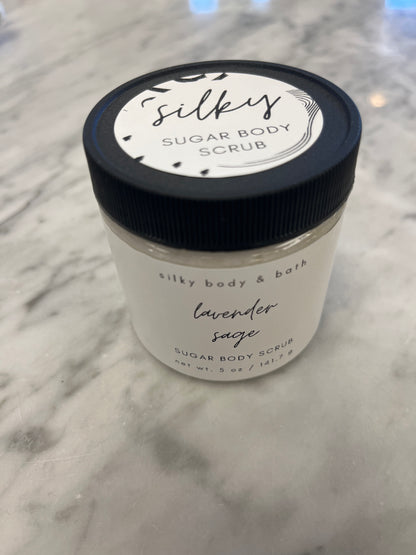 silky
SUGAR BODY
SCRUB
silky body & bath
lavender
sage
SUGAR BODY SCRUB
net wt. 5 oz / 141.7 g